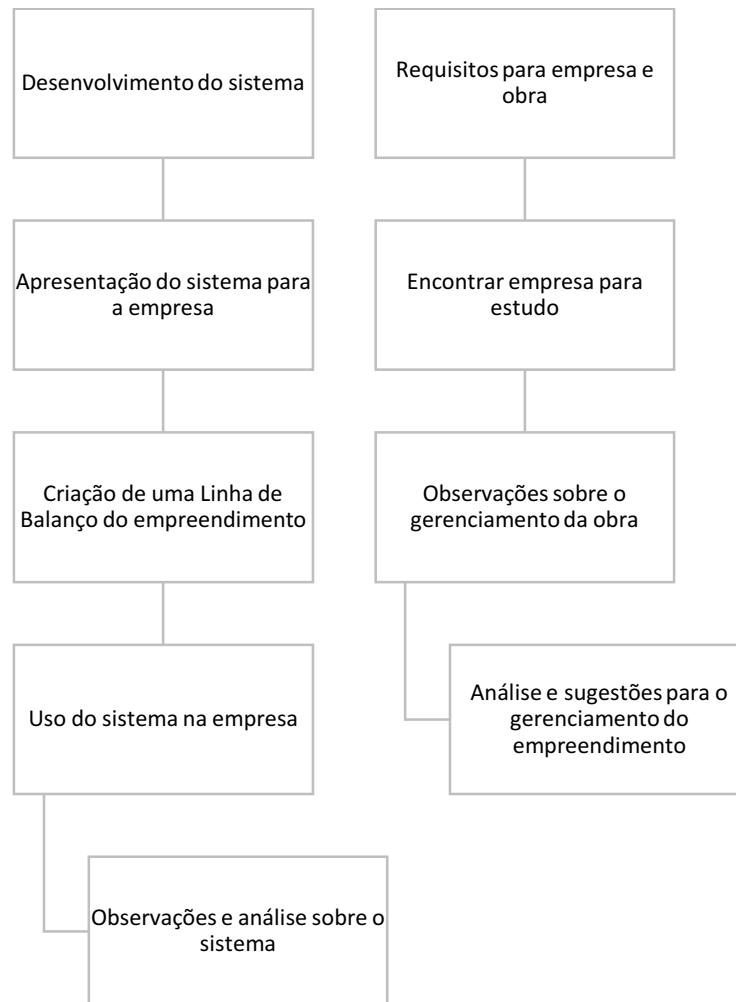 Desenvolvimento do sistema
Apresentação do sistema para
a empresa
Criação de uma Linha de
Balanço do empreendimento
Uso do sistema na empresa
Observações e análise sobre o
sistema
Requisitos para empresa e
obra
Encontrar empresa para
estudo
Observações sobre o
gerenciamento da obra
Análise e sugestões para o
gerenciamento do
empreendimento